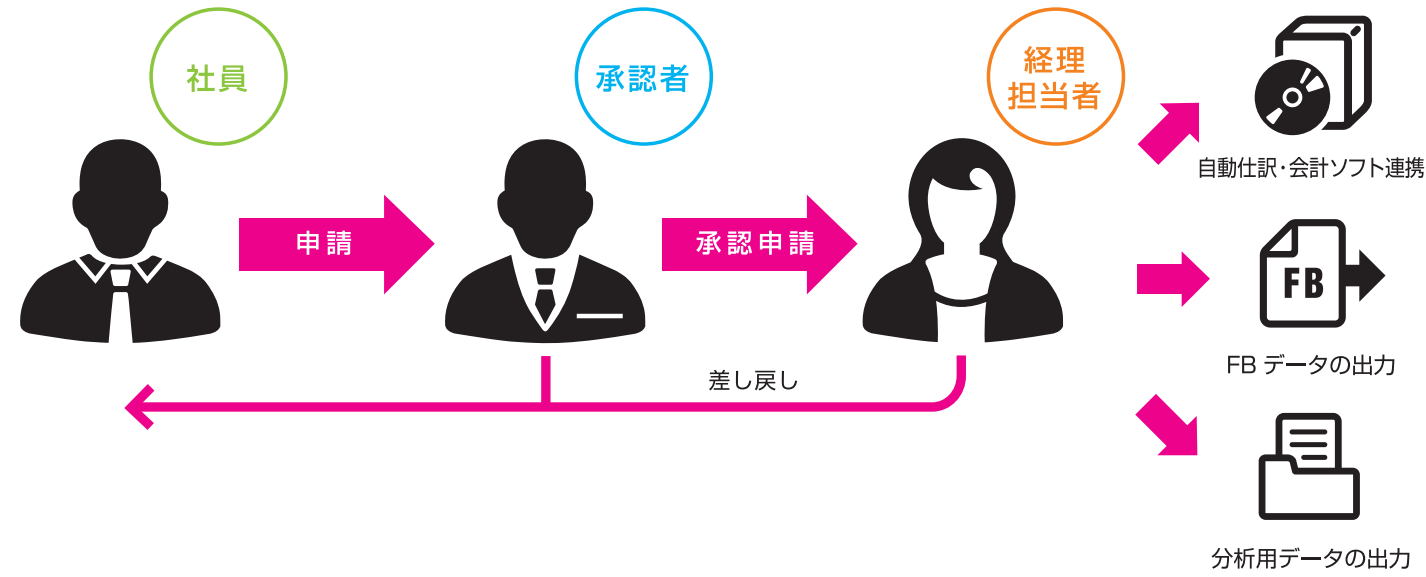 社員
承認者
経理
担当者
申請
承認申請
差し戻し
自動仕訳・会計ソフト連携
FB
FB データの出力
分析用データの出力